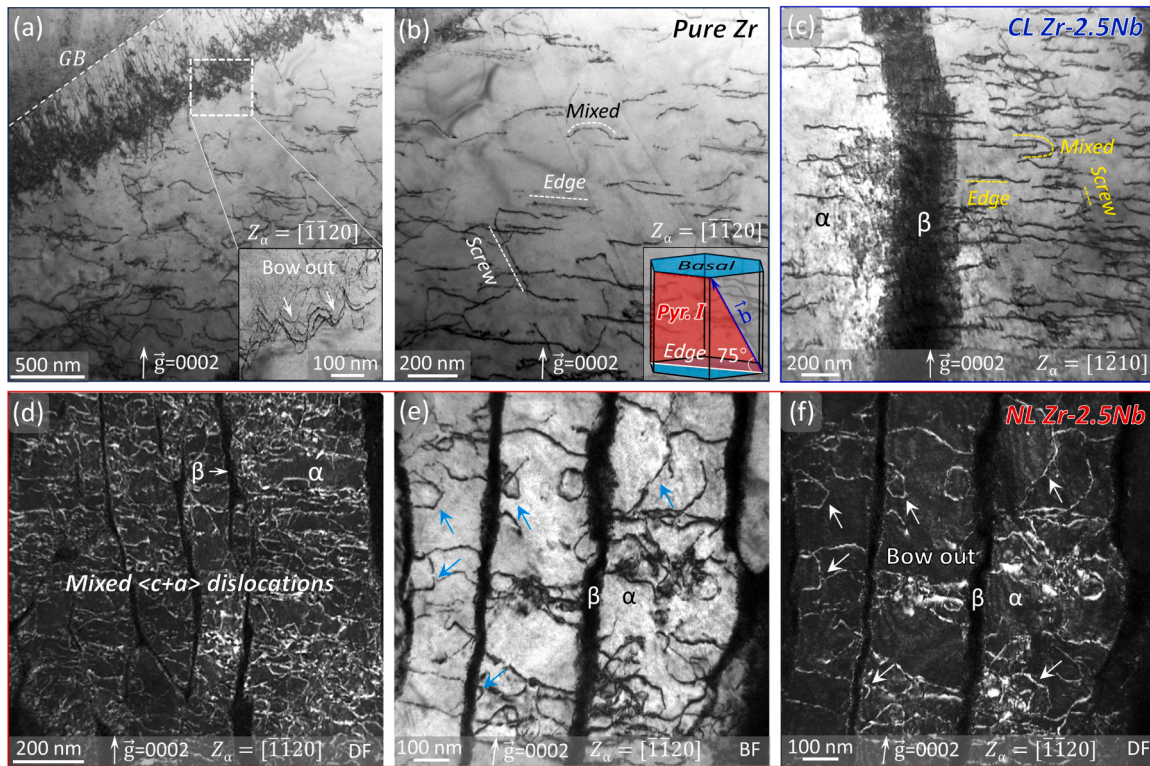 (a)
GB
Z_α = [1̅1̅20]
Bow out
500 nm
g⃗=0002
100 nm
(b)
Pure Zr
Mixed
Edge
Screw
Z_α = [1̅1̅20]
Basal
Pyr. I
b⃗
Edge
75°
200 nm
g⃗=0002
(c)
CL Zr-2.5Nb
Mixed
Edge
Screw
α
β
200 nm
g⃗=0002
Z_α = [12̅10]
(d)
β
α
Mixed <c+a> dislocations
200 nm
g⃗=0002
Z_α = [1̅1̅20]
DF
(e)
β
α
100 nm
g⃗=0002
Z_α = [1̅1̅20]
BF
(f)
NL Zr-2.5Nb
Bow out
β
α
100 nm
g⃗=0002
Z_α = [1̅1̅20]
DF